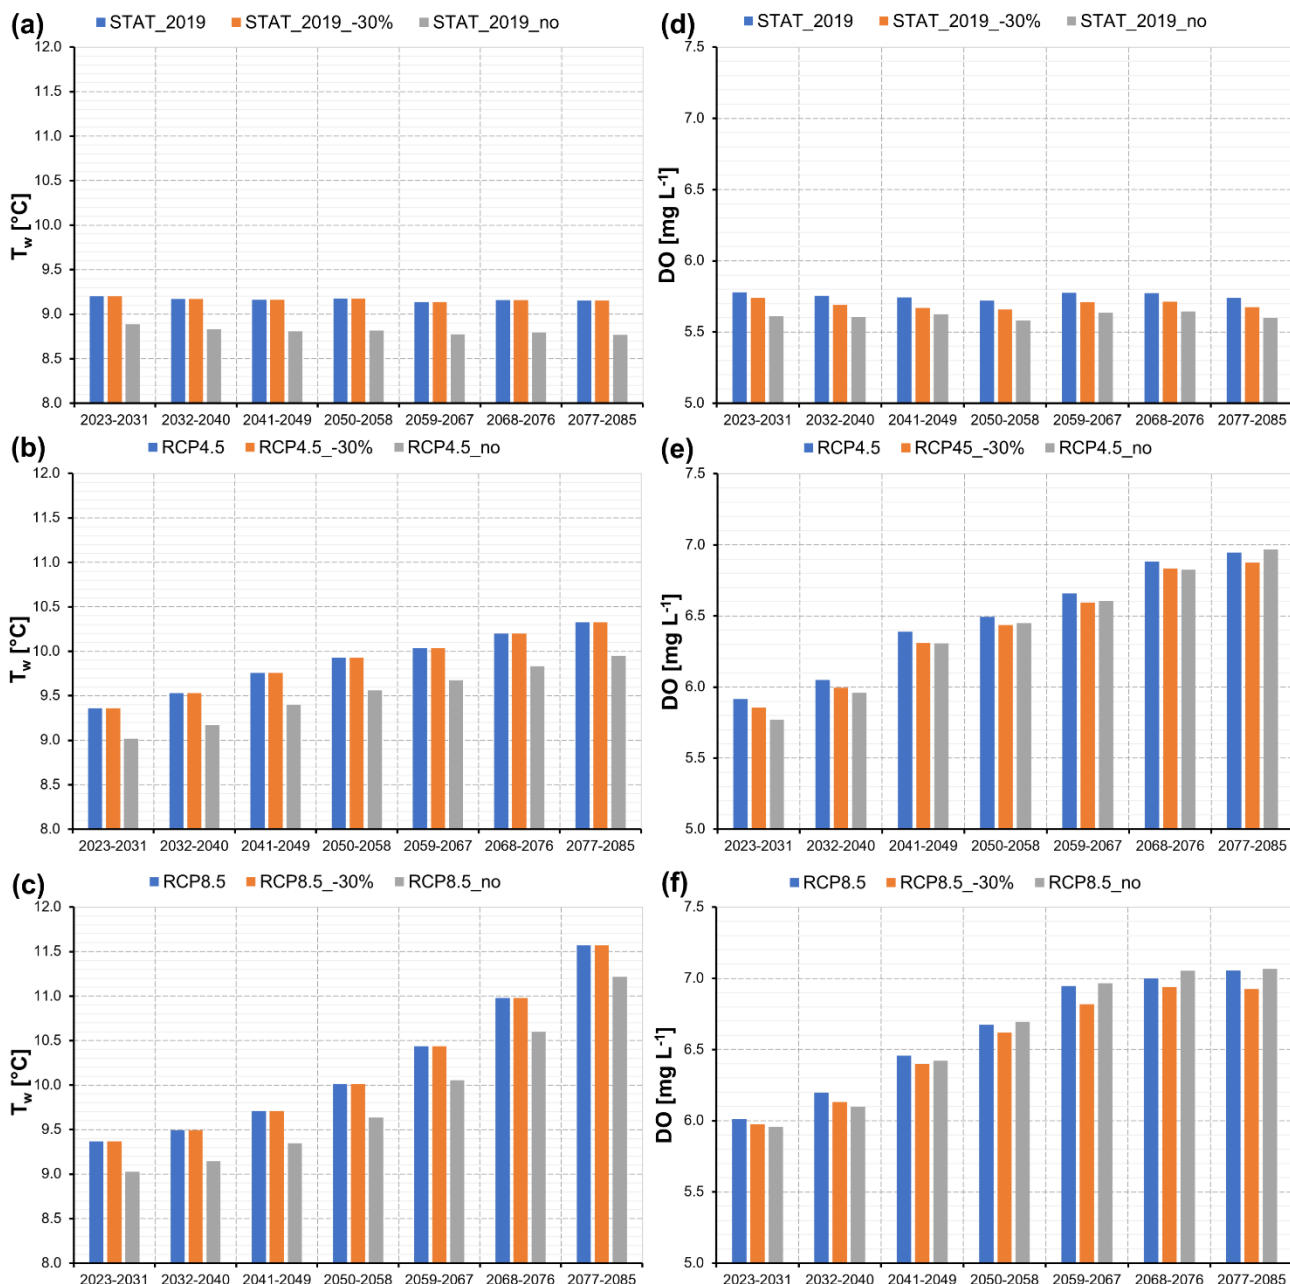 (a) STAT_2019 STAT_2019_-30% STAT_2019_no
12.0
11.5
11.0
10.5
10.0
9.5
9.0
8.5
8.0
T_w [°C]
2023-2031 2032-2040 2041-2049 2050-2058 2059-2067 2068-2076 2077-2085
(d) STAT_2019 STAT_2019_-30% STAT_2019_no
7.5
7.0
6.5
6.0
5.5
5.0
DO [mg L⁻¹]
2023-2031 2032-2040 2041-2049 2050-2058 2059-2067 2068-2076 2077-2085
(b) RCP4.5 RCP4.5_-30% RCP4.5_no
12.0
11.5
11.0
10.5
10.0
9.5
9.0
8.5
8.0
T_w [°C]
2023-2031 2032-2040 2041-2049 2050-2058 2059-2067 2068-2076 2077-2085
(e) RCP4.5 RCP45_-30% RCP4.5_no
7.5
7.0
6.5
6.0
5.5
5.0
DO [mg L⁻¹]
2023-2031 2032-2040 2041-2049 2050-2058 2059-2067 2068-2076 2077-2085
(c) RCP8.5 RCP8.5_-30% RCP8.5_no
12.0
11.5
11.0
10.5
10.0
9.5
9.0
8.5
8.0
T_w [°C]
2023-2031 2032-2040 2041-2049 2050-2058 2059-2067 2068-2076 2077-2085
(f) RCP8.5 RCP8.5_-30% RCP8.5_no
7.5
7.0
6.5
6.0
5.5
5.0
DO [mg L⁻¹]
2023-2031 2032-2040 2041-2049 2050-2058 2059-2067 2068-2076 2077-2085